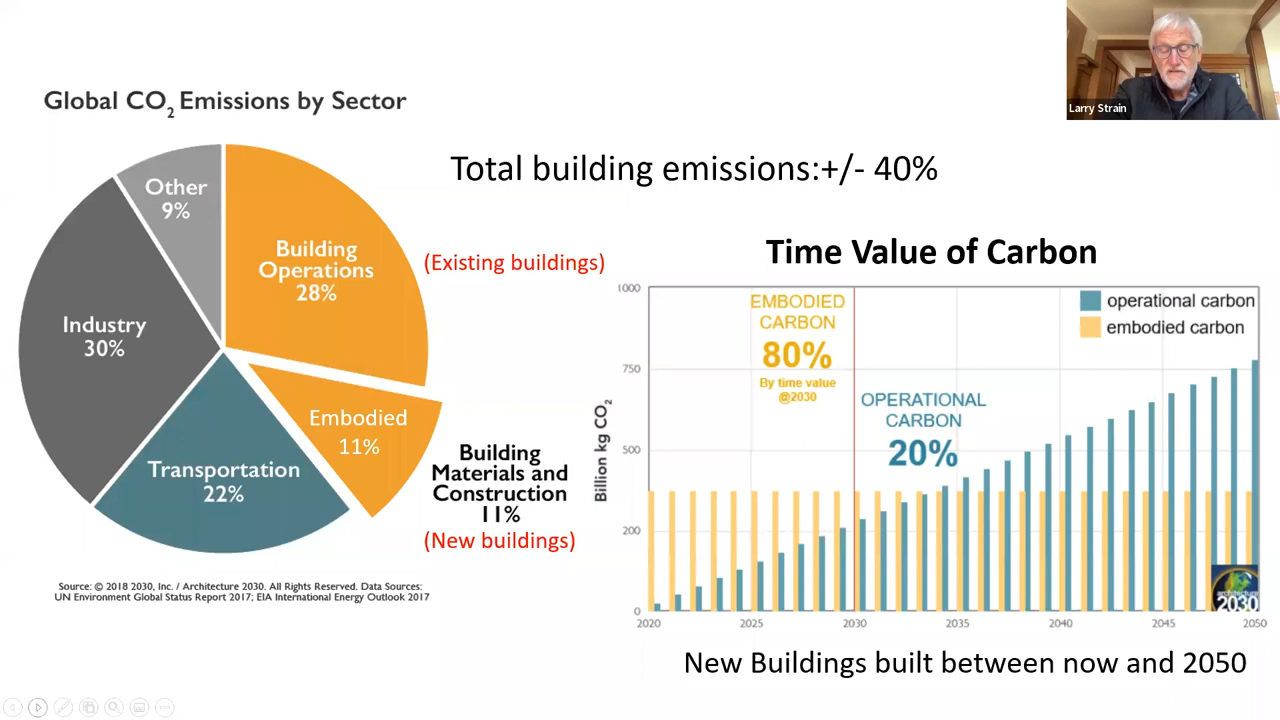 Larry Strain
Global CO2 Emissions by Sector
Total building emissions:+/- 40%
Other
9%
Building
Operations
28%
(Existing buildings)
Industry
30%
Embodied
11%
Transportation
22%
Building
Materials and
Construction
11%
(New buildings)
Source: © 2018 2030, Inc. / Architecture 2030. All Rights Reserved. Data Sources:
UN Environment Global Status Report 2017; EIA International Energy Outlook 2017
Time Value of Carbon
1000
750
500
200
0
Billion kg CO2
EMBODIED
CARBON
80%
By time value
@2030
OPERATIONAL
CARBON
20%
operational carbon
embodied carbon
architecture
2030
2020
2025
2030
2035
2040
2045
2050
New Buildings built between now and 2050